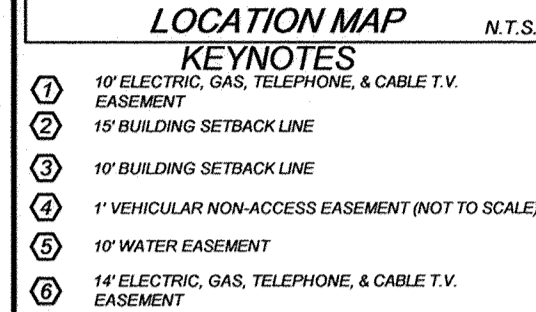 LOCATION MAP N.T.S.
KEYNOTES
1 10' ELECTRIC, GAS, TELEPHONE, & CABLE T.V.
EASEMENT
2 15' BUILDING SETBACK LINE
3 10' BUILDING SETBACK LINE
4 1' VEHICULAR NON-ACCESS EASEMENT (NOT TO SCALE)
5 10' WATER EASEMENT
6 14' ELECTRIC, GAS, TELEPHONE, & CABLE T.V.
EASEMENT